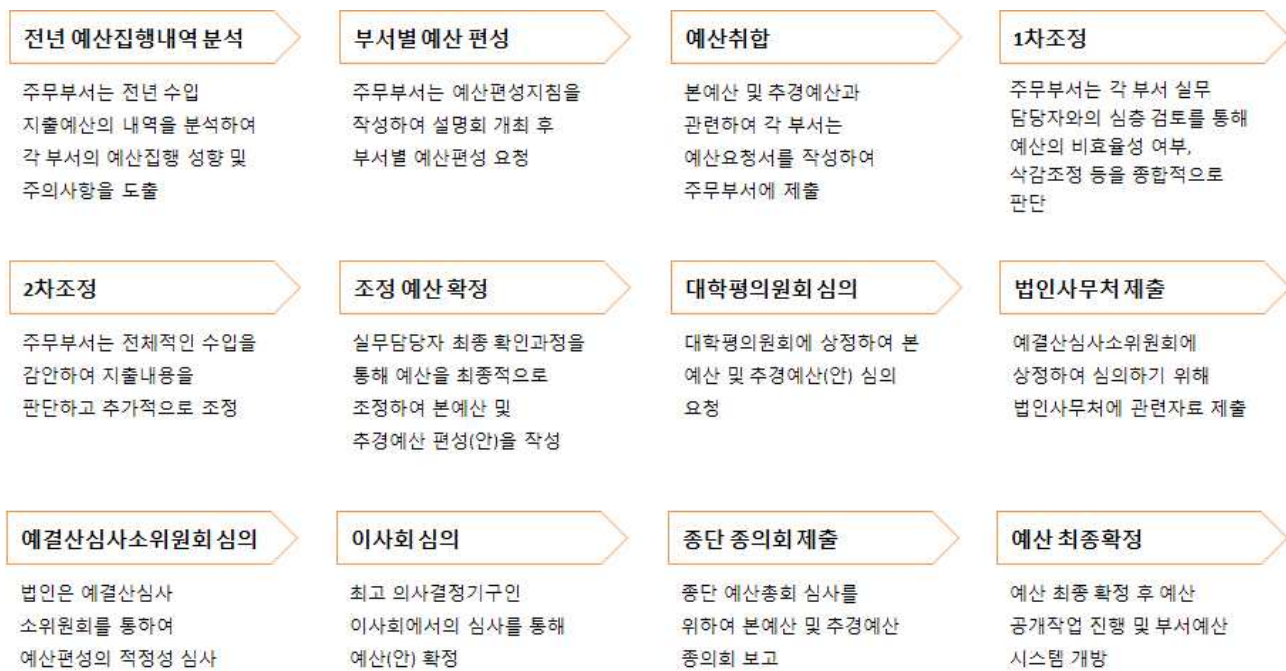 전년 예산집행내역 분석
주무부서는 전년 수입
지출예산의 내역을 분석하여
각 부서의 예산집행 성향 및
주의사항을 도출
부서별 예산 편성
주무부서는 예산편성지침을
작성하여 설명회 개최 후
부서별 예산편성 요청
예산취합
본예산 및 추경예산과
관련하여 각 부서는
예산요청서를 작성하여
주무부서에 제출
1차조정
주무부서는 각 부서 실무
담당자와의 심층 검토를 통해
예산의 비효율성 여부,
삭감조정 등을 종합적으로
판단
2차조정
주무부서는 전체적인 수입을
감안하여 지출내용을
판단하고 추가적으로 조정
조정 예산 확정
실무담당자 최종 확인과정을
통해 예산을 최종적으로
조정하여 본예산 및
추경예산 편성(안)을 작성
대학평의원회 심의
대학평의원회에 상정하여 본
예산 및 추경예산(안) 심의
요청
법인사무처 제출
예결산심사소위원회에
상정하여 심의하기 위해
법인사무처에 관련자료 제출
예결산심사소위원회 심의
법인은 예결산심사
소위원회를 통하여
예산편성의 적정성 심사
이사회 심의
최고 의사결정기구인
이사회에서의 심사를 통해
예산(안) 확정
종단 종의회 제출
종단 예산총회 심사를
위하여 본예산 및 추경예산
종의회 보고
예산 최종확정
예산 최종 확정 후 예산
공개작업 진행 및 부서예산
시스템 개방